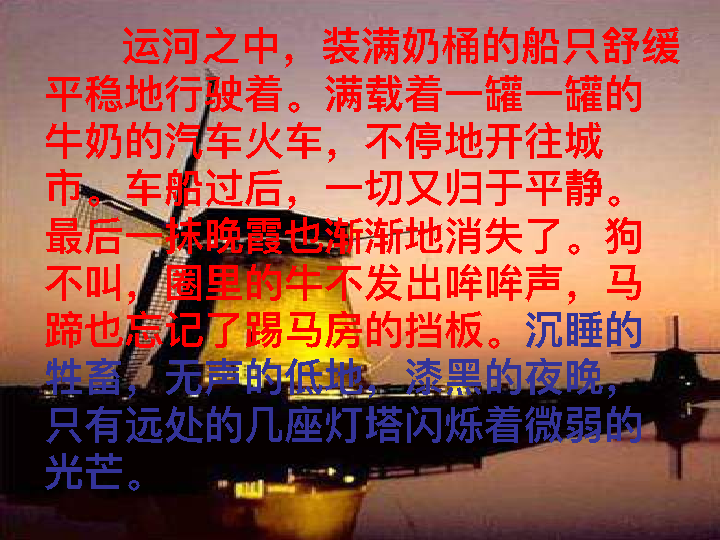 运河之中，装满奶桶的船只舒缓
平稳地行驶着。满载着一罐一罐的
牛奶的汽车火车，不停地开往城
市。车船过后，一切又归于平静。
最后一抹晚霞也渐渐地消失了。狗
不叫，圈里的牛不发出哞哞声，马
蹄也忘记了踢马房的挡板。沉睡的
牲畜，无声的低地，漆黑的夜晚，
只有远处的几座灯塔闪烁着微弱的
光芒。